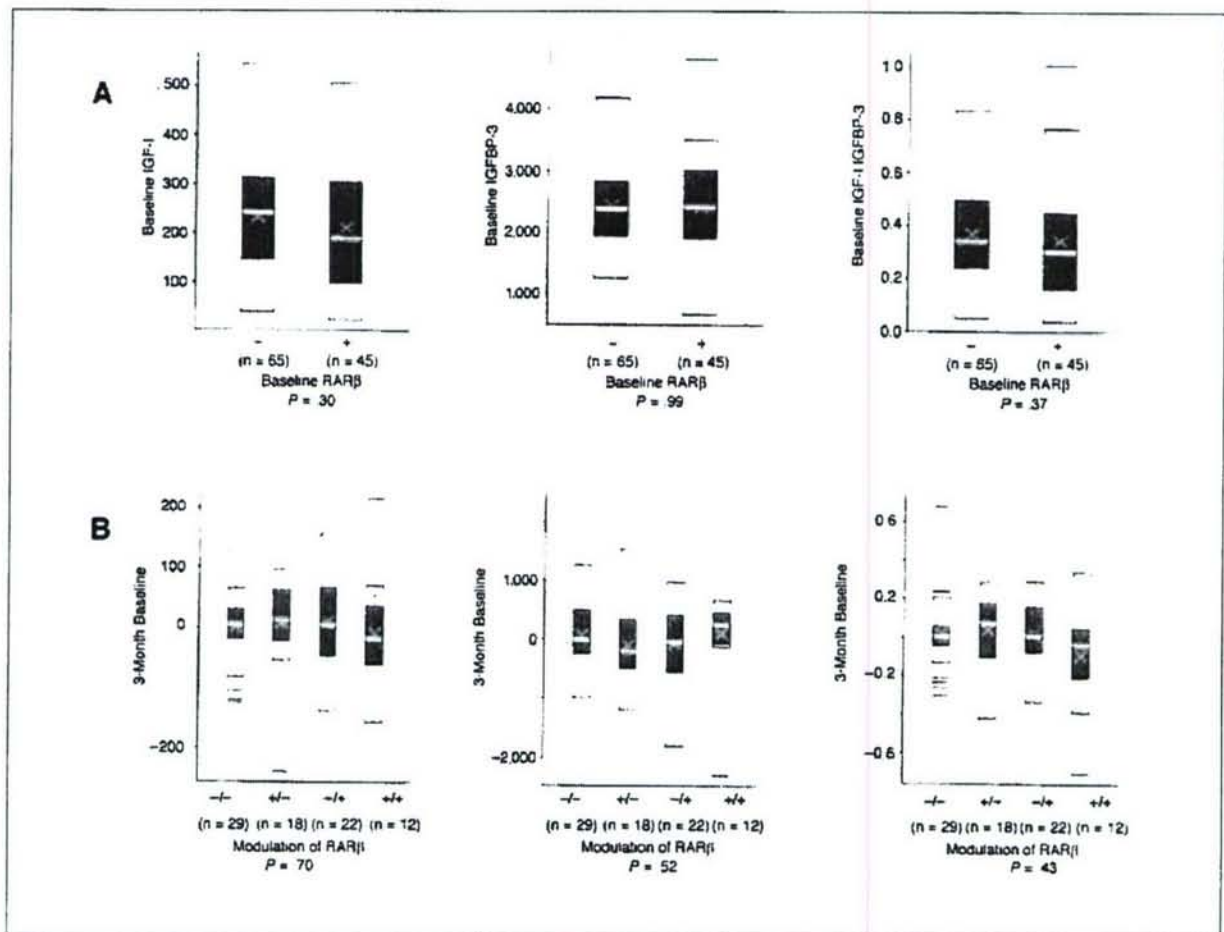 A
Baseline IGF-I
500
400
300
200
100
-
+
(n = 65)
(n = 45)
Baseline RARβ
P = .30
Baseline IGFBP-3
4.000
3.000
2.000
1.000
-
+
(n = 65)
(n = 45)
Baseline RARβ
P = .99
Baseline IGF-I IGFBP-3
1 0
0.8
0.6
0.4
0.2
0.0
-
+
(n = 65)
(n = 45)
Baseline RARβ
P = .37
B
3-Month Baseline
200
100
0
-200
-/-
+/-
-/+
+/+
(n = 29)
(n = 18)
(n = 22)
(n = 12)
Modulation of RARβ
P = 70
3-Month Baseline
1,000
0
-2,000
-/-
+/-
-/+
+/+
(n = 29)
(n = 18)
(n = 22)
(n = 12)
Modulation of RARβ
P = 52
3-Month Baseline
0 6
0.2
-0.2
-0.6
-/-
+/-
-/+
+/+
(n = 29)
(n = 18)
(n = 22)
(n = 12)
Modulation of RARβ
P = 43